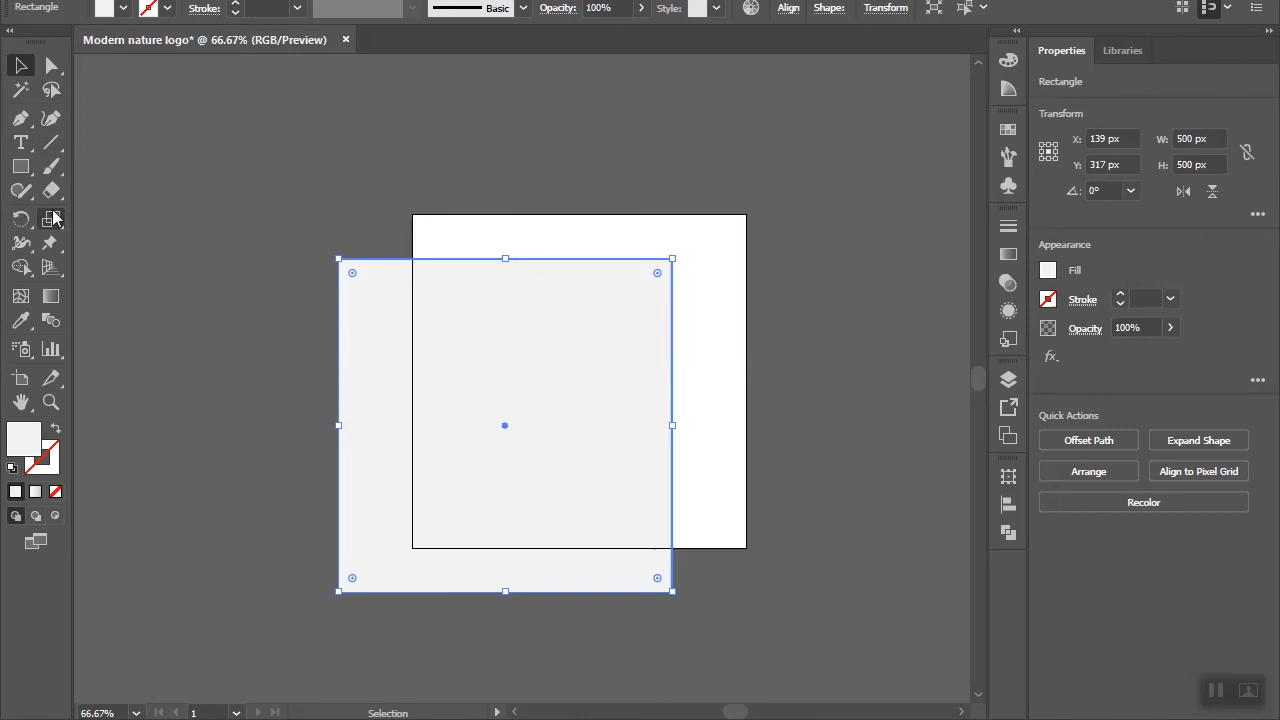 Rectangle Stroke: Basic Opacity: 100% Style: Align Shape: Transform
Modern nature logo* @ 66.67% (RGB/Preview) ×
Properties Libraries
Rectangle
Transform
X: 139 px W: 500 px
Y: 317 px H: 500 px
0°
Appearance
Fill
Stroke
Opacity 100%
fx.
Quick Actions
Offset Path Expand Shape
Arrange Align to Pixel Grid
Recolor
66.67% 1 Selection